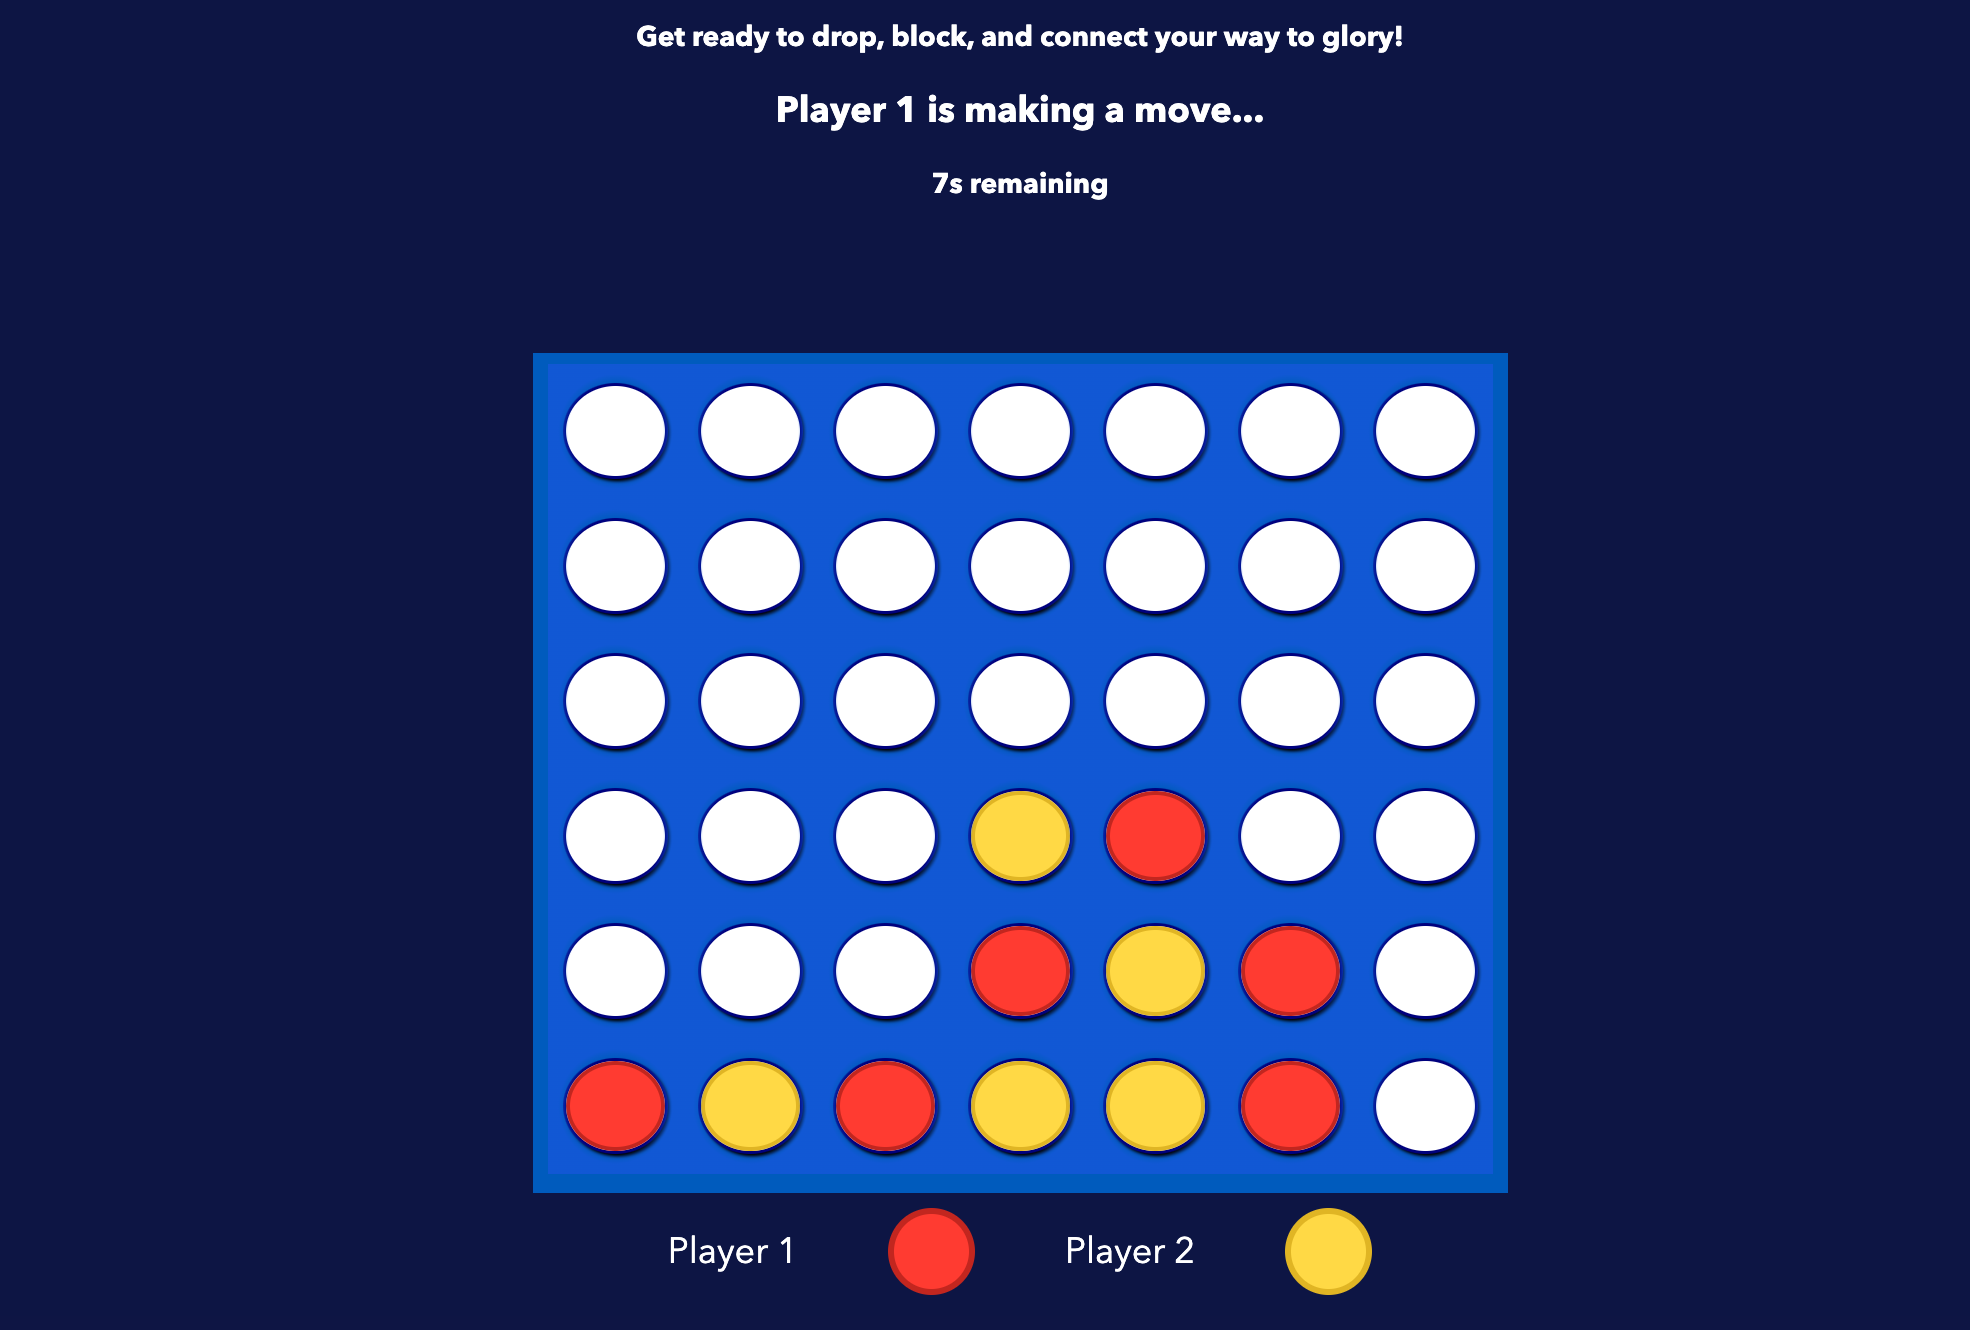 Get ready to drop, block, and connect your way to glory!
Player 1 is making a move...
7s remaining
Player 1
Player 2